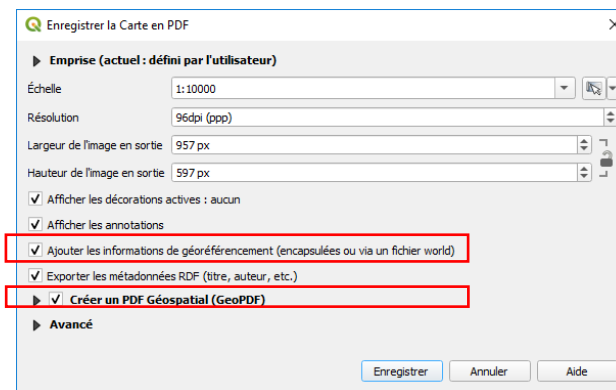 Enregistrer la Carte en PDF
Emprise (actuel : défini par l'utilisateur)
Échelle 1:10000
Résolution 96dpi (ppp)
Largeur de l'image en sortie 957 px
Hauteur de l'image en sortie 597 px
Afficher les décorations actives : aucun
Afficher les annotations
Ajouter les informations de géoréférencement (encapsulées ou via un fichier world)
Exporter les métadonnées RDF (titre, auteur, etc.)
Créer un PDF Géospatial (GeoPDF)
Avancé
Enregistrer Annuler Aide